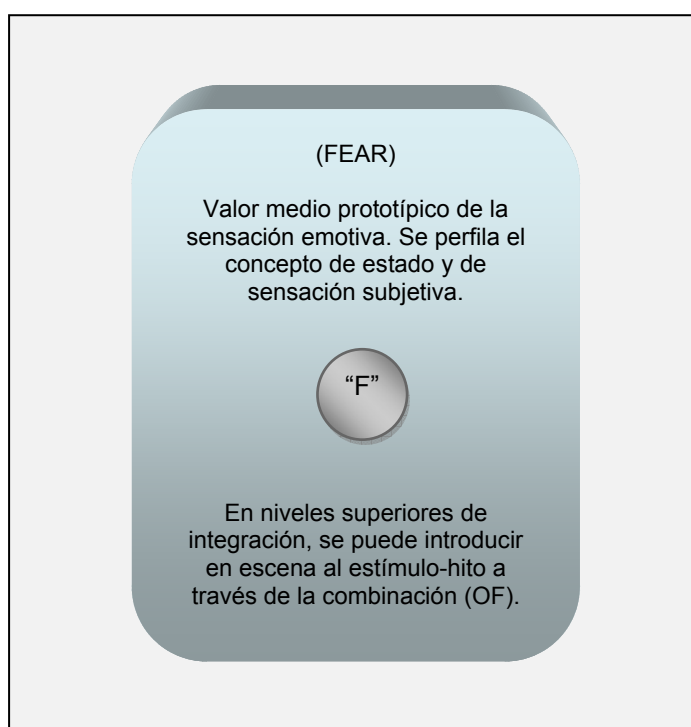 (FEAR)
Valor medio prototípico de la
sensación emotiva. Se perfila el
concepto de estado y de
sensación subjetiva.
“F”
En niveles superiores de
integración, se puede introducir
en escena al estímulo-hito a
través de la combinación (OF).